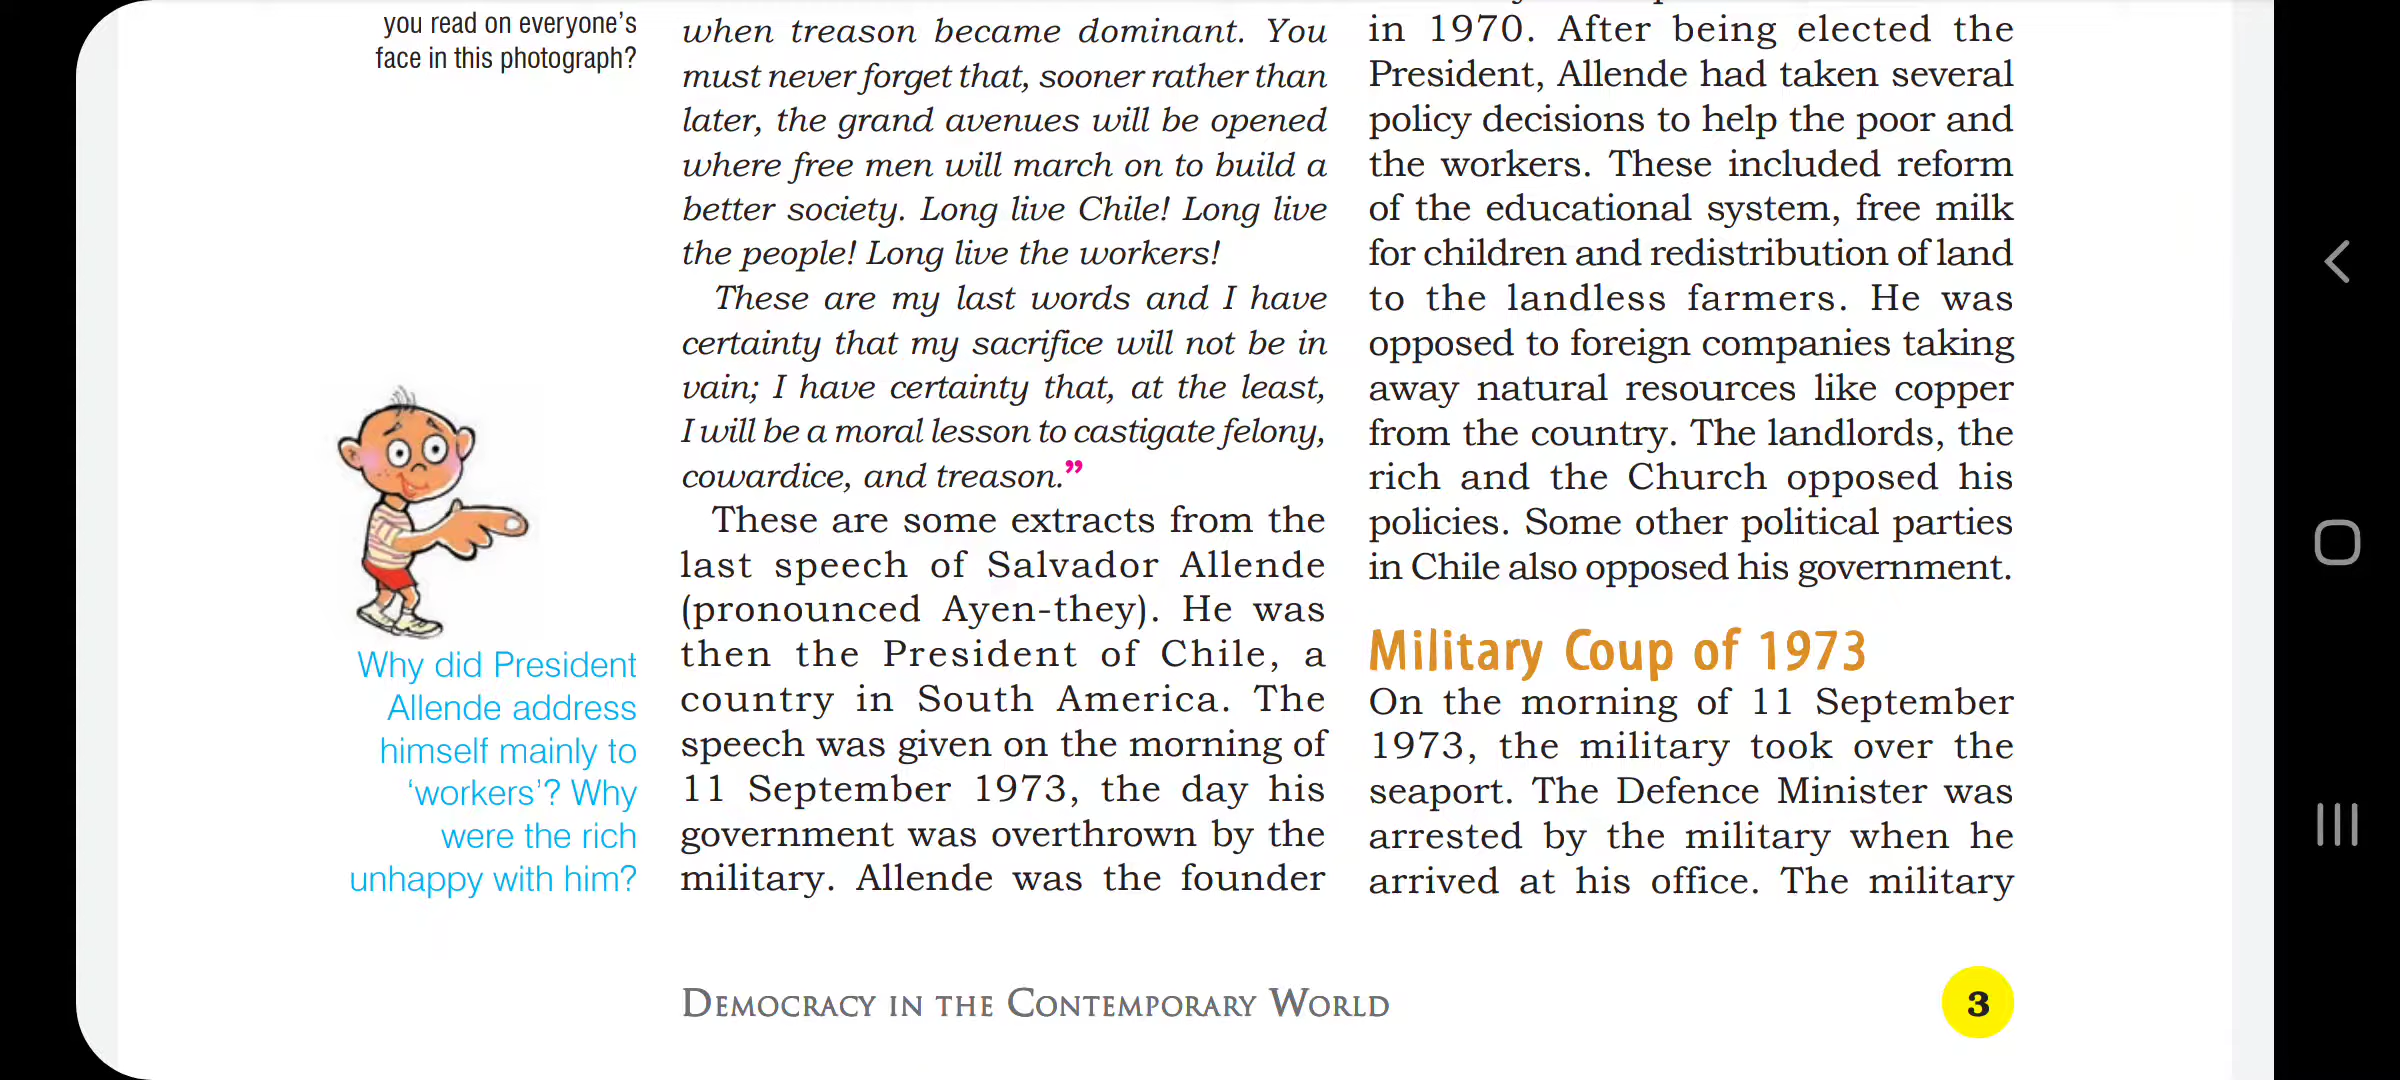 you read on everyone's
face in this photograph?
when treason became dominant. You
must never forget that, sooner rather than
later, the grand avenues will be opened
where free men will march on to build a
better society. Long live Chile! Long live
the people! Long live the workers!
These are my last words and I have
certainty that my sacrifice will not be in
vain; I have certainty that, at the least,
I will be a moral lesson to castigate felony,
cowardice, and treason.”
These are some extracts from the
last speech of Salvador Allende
(pronounced Ayen-they). He was
then the President of Chile, a
country in South America. The
speech was given on the morning of
11 September 1973, the day his
government was overthrown by the
military. Allende was the founder
Why did President
Allende address
himself mainly to
‘workers’? Why
were the rich
unhappy with him?
in 1970. After being elected the
President, Allende had taken several
policy decisions to help the poor and
the workers. These included reform
of the educational system, free milk
for children and redistribution of land
to the landless farmers. He was
opposed to foreign companies taking
away natural resources like copper
from the country. The landlords, the
rich and the Church opposed his
policies. Some other political parties
in Chile also opposed his government.
Military Coup of 1973
On the morning of 11 September
1973, the military took over the
seaport. The Defence Minister was
arrested by the military when he
arrived at his office. The military
DEMOCRACY IN THE CONTEMPORARY WORLD
3